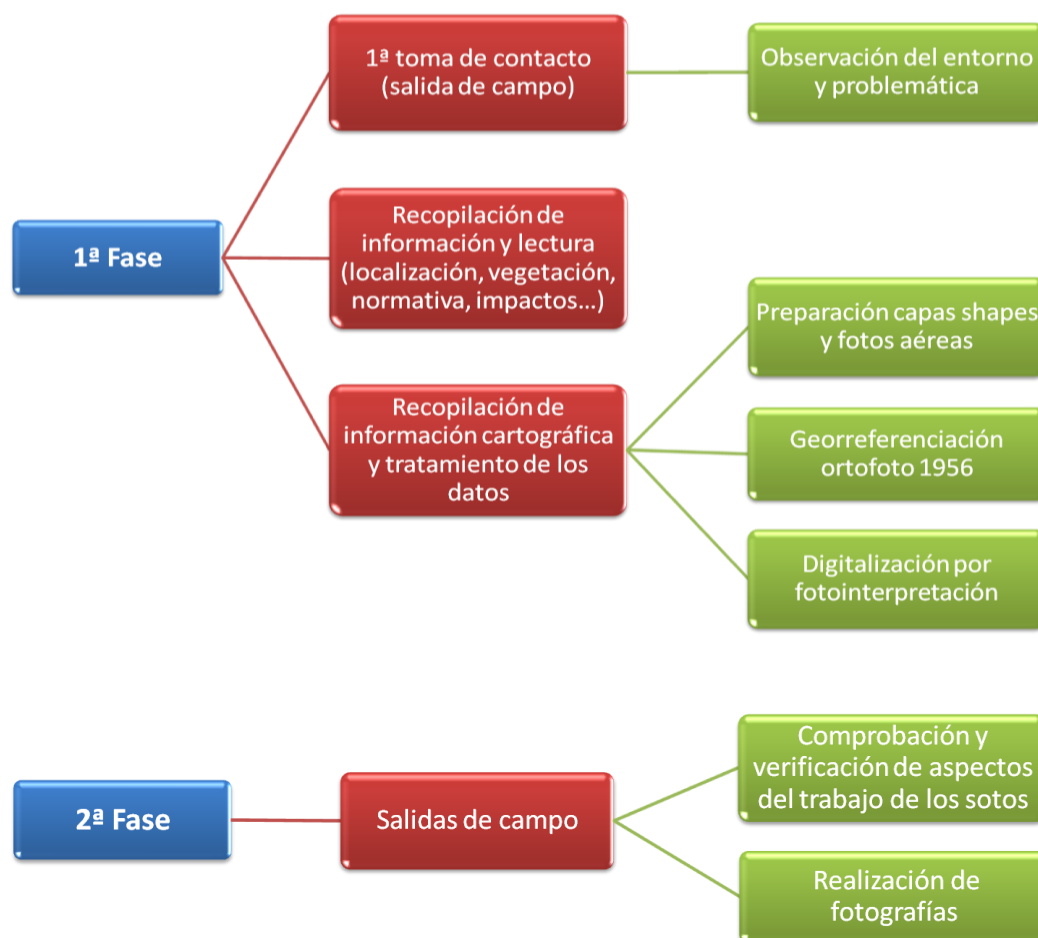 1ª Fase
1ª toma de contacto
(salida de campo)
Observación del entorno
y problemática
Recopilación de
información y lectura
(localización, vegetación,
normativa, impactos...)
Recopilación de
información cartográfica
y tratamiento de los
datos
Preparación capas shapes
y fotos aéreas
Georreferenciación
ortofoto 1956
Digitalización por
fotointerpretación
2ª Fase
Salidas de campo
Comprobación y
verificación de aspectos
del trabajo de los sotos
Realización de
fotografías